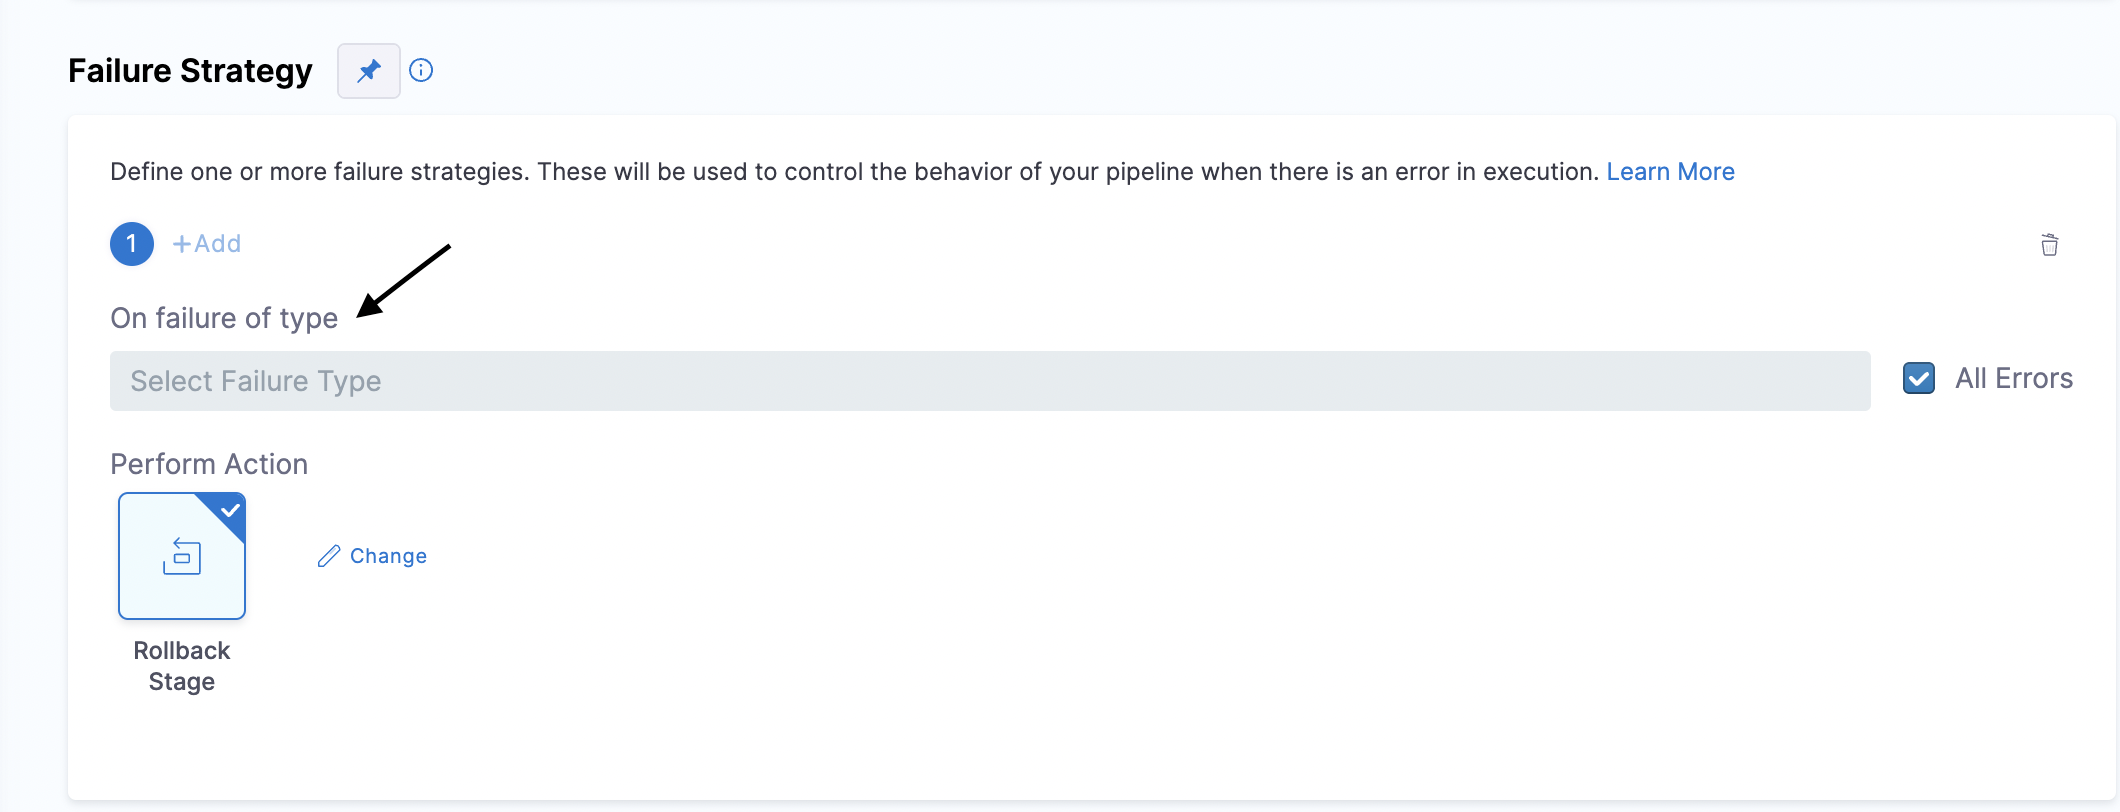 Failure Strategy
Define one or more failure strategies. These will be used to control the behavior of your pipeline when there is an error in execution. Learn More
1 +Add
On failure of type
Select Failure Type
All Errors
Perform Action
Change
Rollback
Stage